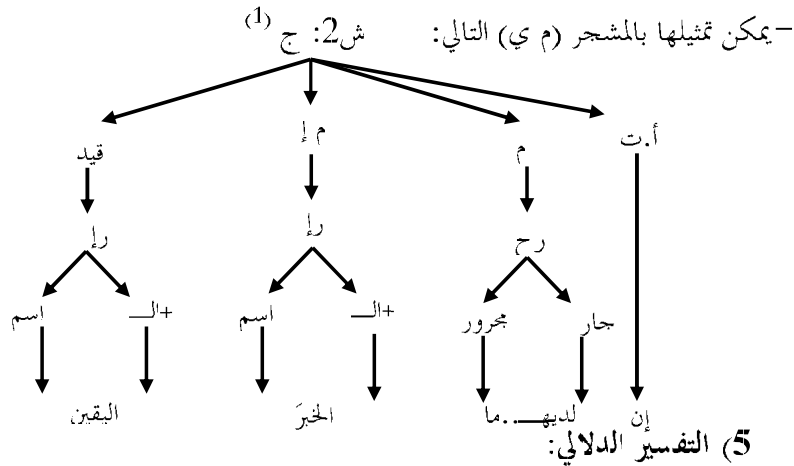 –يمكن تمثيلها بالمشجر (م ي) التالي: ش2: ج (1)
أ.ت م م إ قيد
رح رإ رإ
جار مجرور +الـ اسم +الـ اسم
إن لديهـ..ما الخبرَ اليقين
5) التفسير الدلالي: